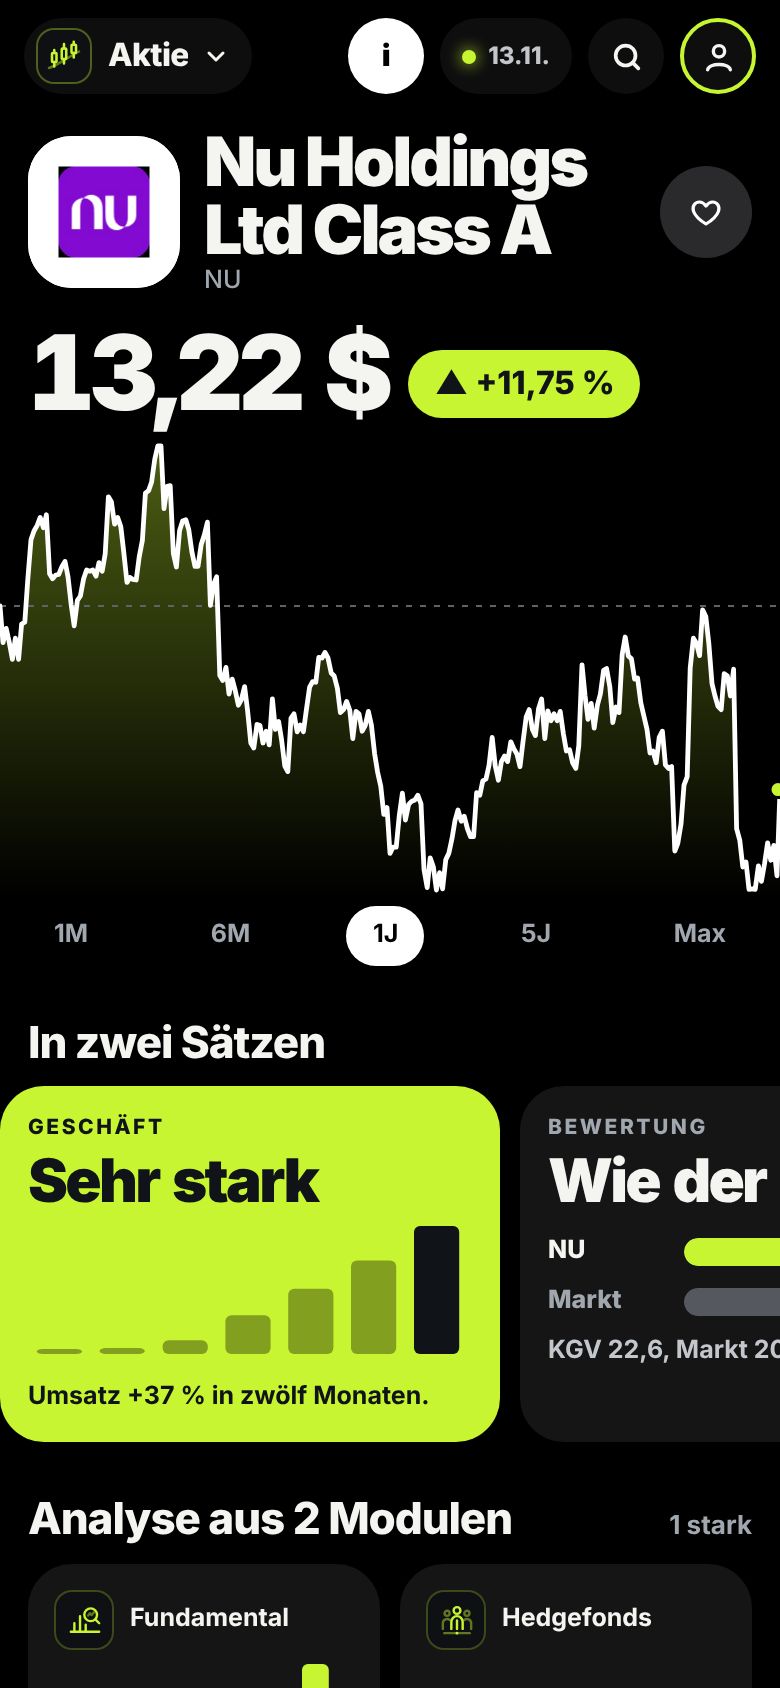 Aktie
i
13.11.
nu
Nu Holdings
Ltd Class A
NU
13,22 $
▲ +11,75 %
1M
6M
1J
5J
Max
In zwei Sätzen
GESCHÄFT
Sehr stark
Umsatz +37 % in zwölf Monaten.
BEWERTUNG
Wie der
NU
Markt
KGV 22,6, Markt 20
Analyse aus 2 Modulen
1 stark
Fundamental
Hedgefonds